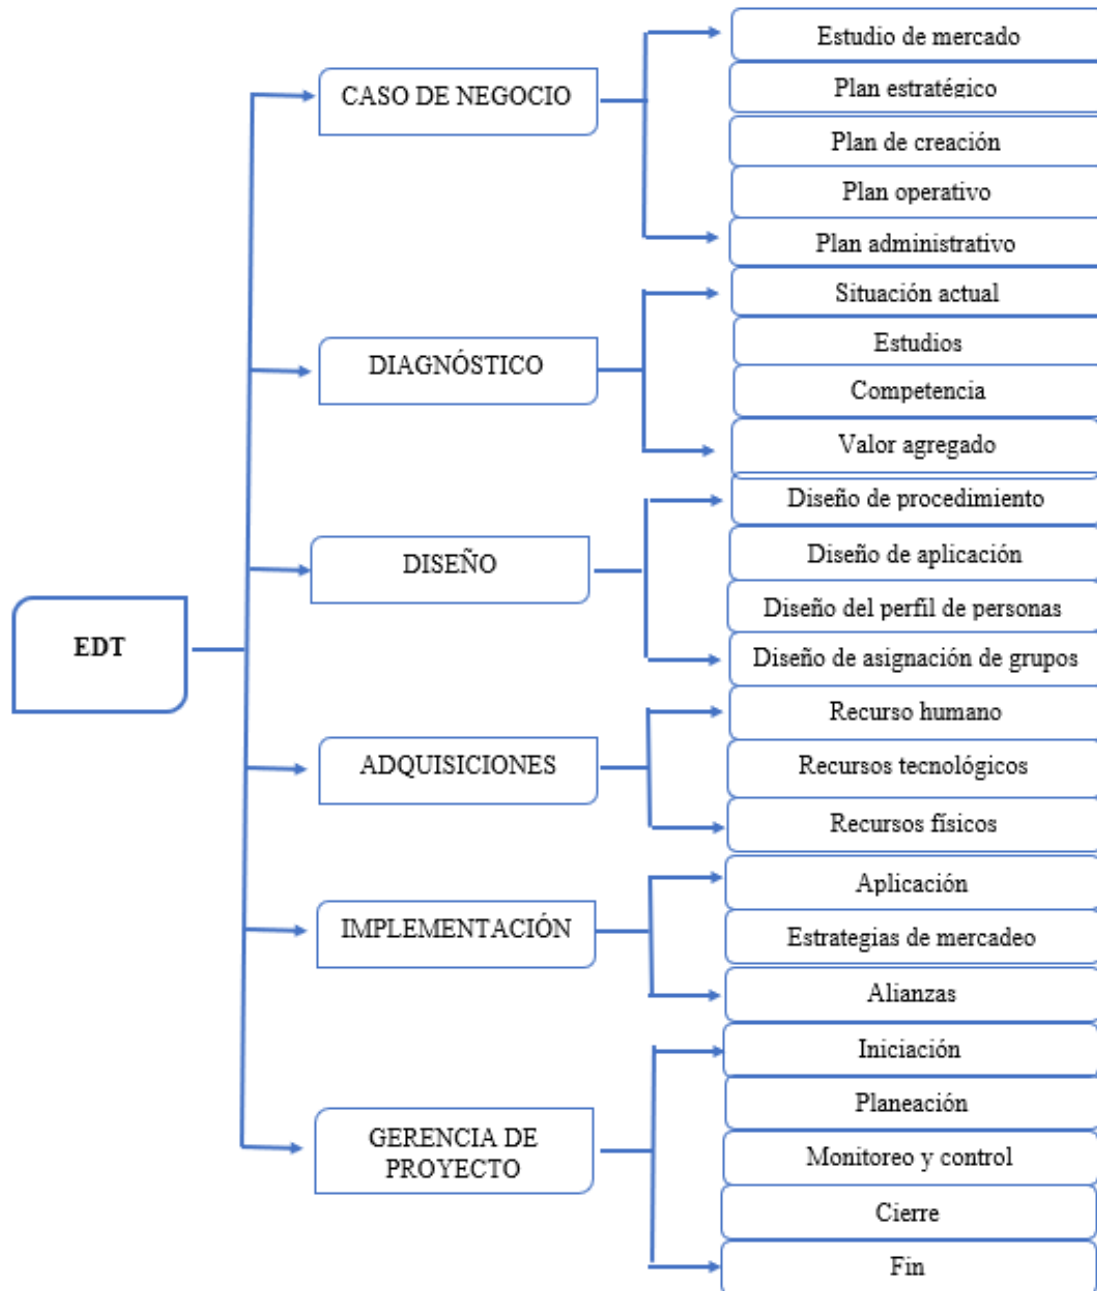 EDT
CASO DE NEGOCIO
Estudio de mercado
Plan estratégico
Plan de creación
Plan operativo
Plan administrativo
DIAGNÓSTICO
Situación actual
Estudios
Competencia
Valor agregado
DISEÑO
Diseño de procedimiento
Diseño de aplicación
Diseño del perfil de personas
Diseño de asignación de grupos
ADQUISICIONES
Recurso humano
Recursos tecnológicos
Recursos físicos
IMPLEMENTACIÓN
Aplicación
Estrategias de mercadeo
Alianzas
GERENCIA DE
PROYECTO
Iniciación
Planeación
Monitoreo y control
Cierre
Fin